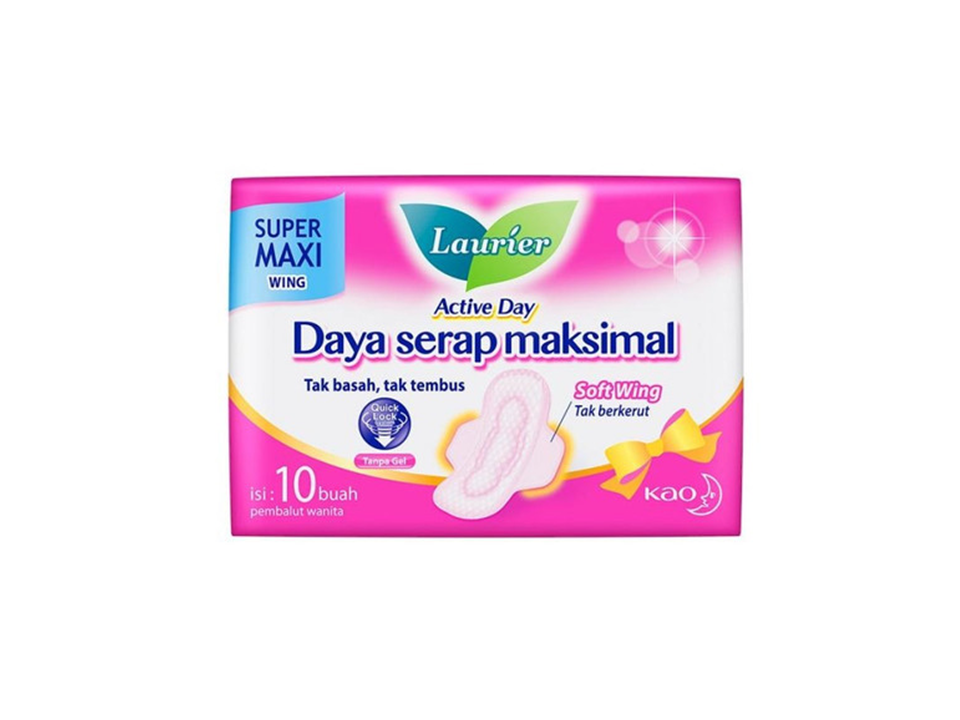 SUPER
MAXI
WING
Laurier
Active Day
Daya serap maksimal
Tak basah, tak tembus
Quick
Lock
Tanpa Gel
Soft Wing
Tak berkerut
isi : 10 buah
pembalut wanita
Kao